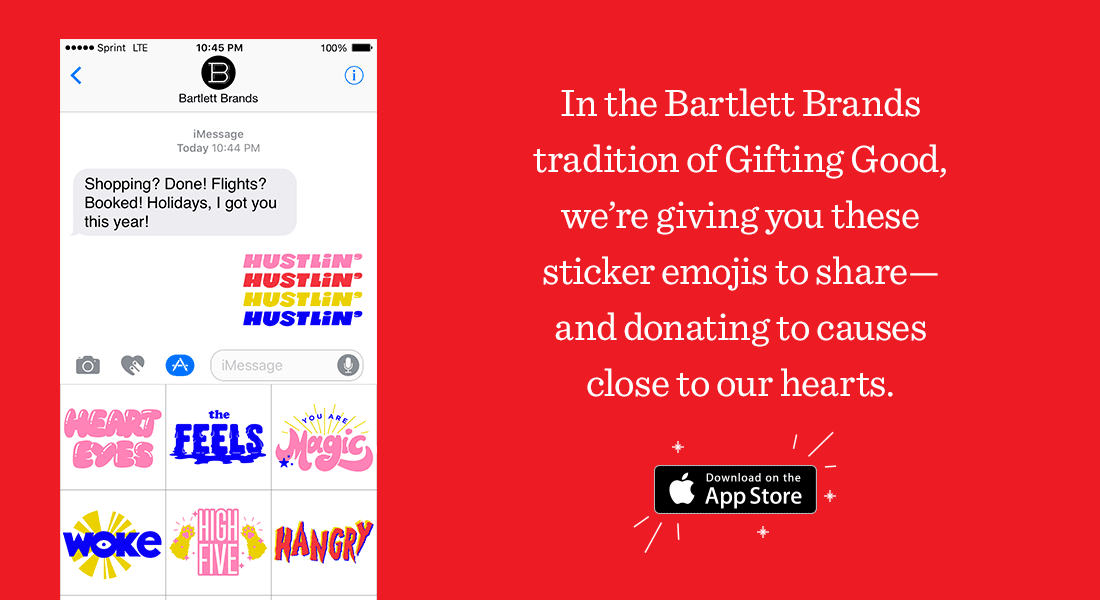 Sprint LTE 10:45 PM 100%
B
Bartlett Brands
iMessage
Today 10:44 PM
Shopping? Done! Flights?
Booked! Holidays, I got you
this year!
HUSTLiN'
HUSTLiN'
HUSTLiN'
HUSTLiN'
iMessage
HEART
EYES
the
FEELS
YOU ARE
Magic
WOKe
HIGH
FIVE
HANGRY
In the Bartlett Brands
tradition of Gifting Good,
we’re giving you these
sticker emojis to share—
and donating to causes
close to our hearts.
Download on the
App Store